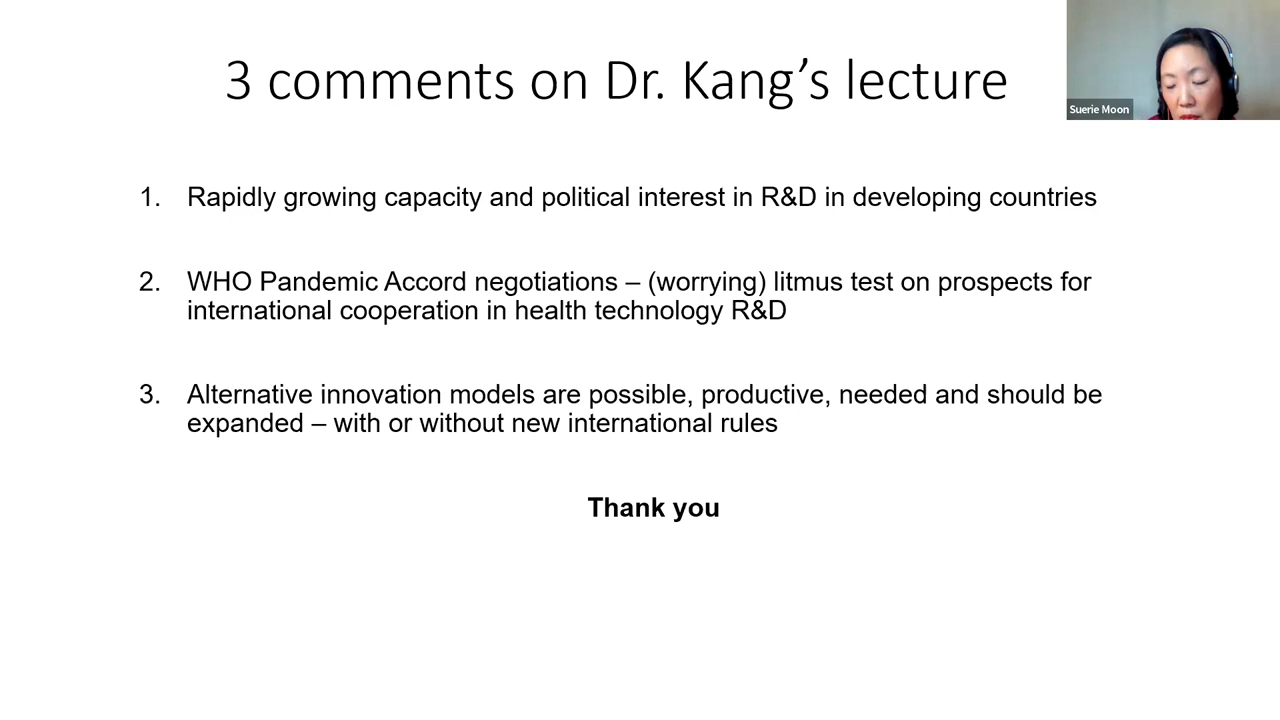 3 comments on Dr. Kang’s lecture
Suerie Moon
1. Rapidly growing capacity and political interest in R&D in developing countries
2. WHO Pandemic Accord negotiations – (worrying) litmus test on prospects for
international cooperation in health technology R&D
3. Alternative innovation models are possible, productive, needed and should be
expanded – with or without new international rules
Thank you